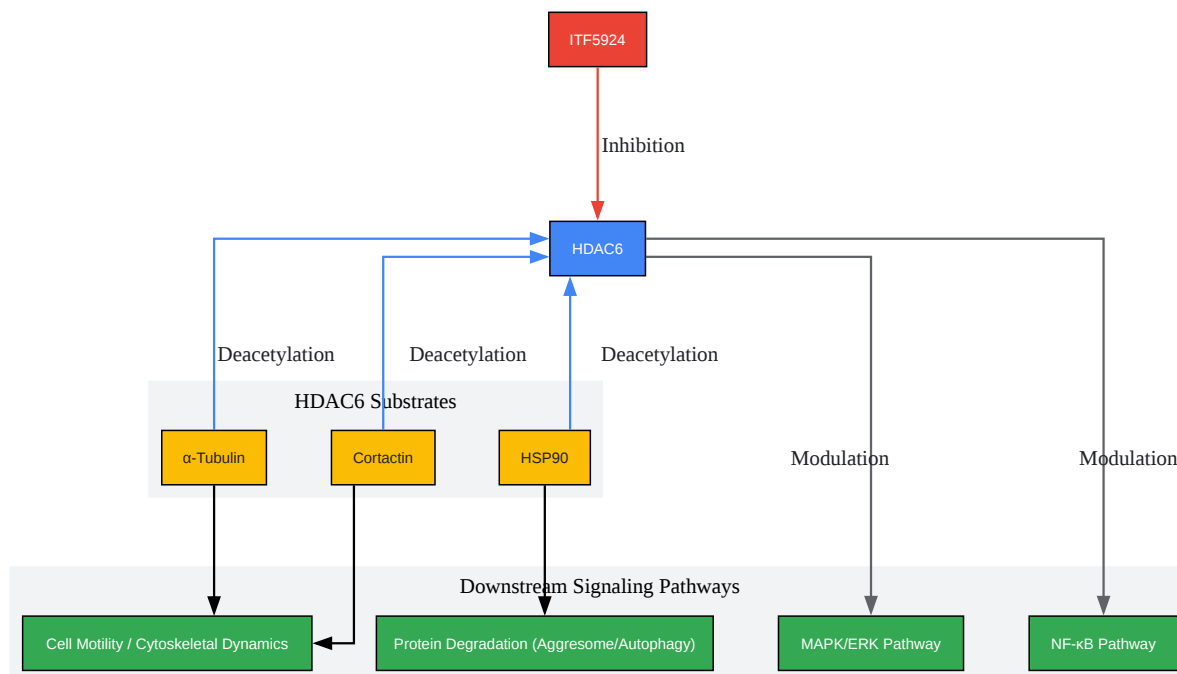 ITF5924
Inhibition
HDAC6
Deacetylation
Deacetylation
Deacetylation
HDAC6 Substrates
α-Tubulin
Cortactin
HSP90
Modulation
Modulation
Downstream Signaling Pathways
Cell Motility / Cytoskeletal Dynamics
Protein Degradation (Aggresome/Autophagy)
MAPK/ERK Pathway
NF-κB Pathway